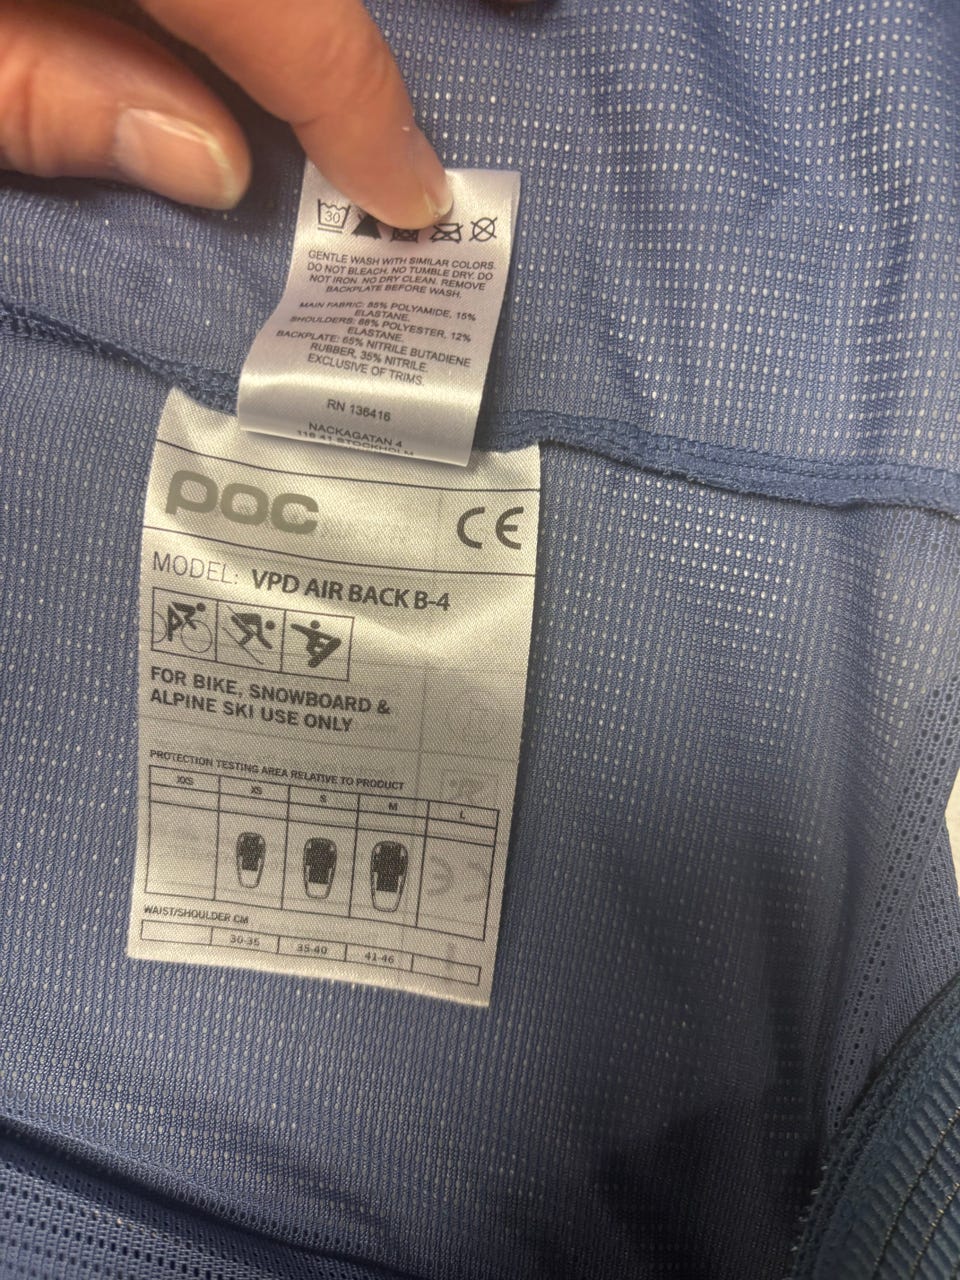 30
GENTLE WASH WITH SIMILAR COLORS.
DO NOT BLEACH. NO TUMBLE DRY. DO
NOT IRON. NO DRY CLEAN. REMOVE
BACKPLATE BEFORE WASH.
MAIN FABRIC: 85% POLYAMIDE, 15%
ELASTANE.
SHOULDERS: 88% POLYESTER, 12%
ELASTANE.
BACKPLATE: 65% NITRILE BUTADIENE
RUBBER, 35% NITRILE.
EXCLUSIVE OF TRIMS.
RN 136416
NACKAGATAN 4
116 41 STOCKHOLM
POC CE
MODEL: VPD AIR BACK B-4
FOR BIKE, SNOWBOARD &
ALPINE SKI USE ONLY
PROTECTION TESTING AREA RELATIVE TO PRODUCT
XXS XS S M L
WAIST/SHOULDER CM
30-35 35-40 41-46